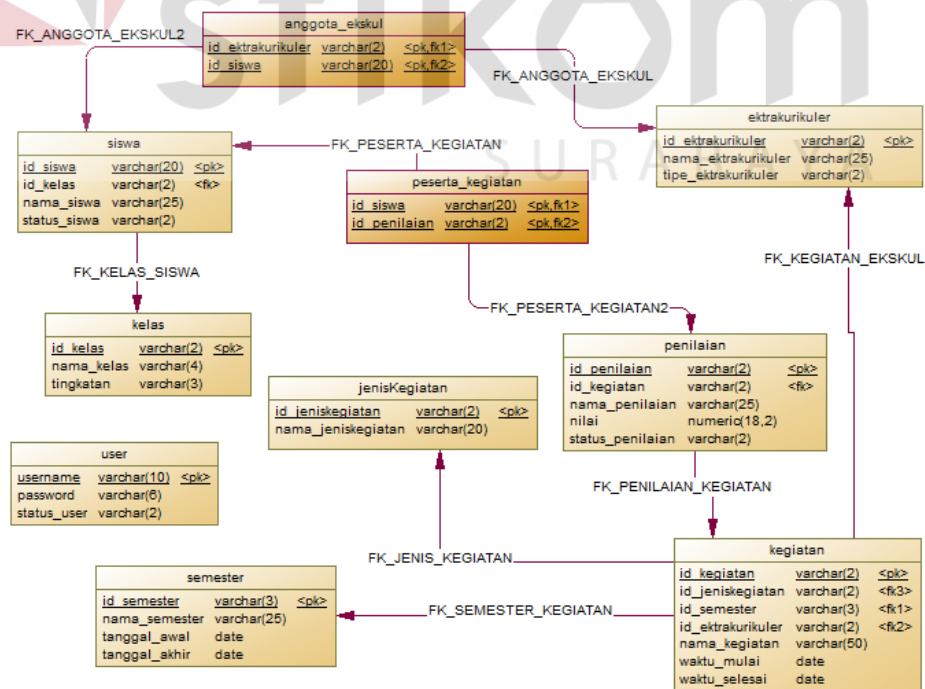 stikom
SURABAYA
FK_ANGGOTA_EKSKUL2
anggota_ekskul
id_ektrakurikuler varchar(2) <pk,fk1>
id_siswa varchar(20) <pk,fk2>
FK_ANGGOTA_EKSKUL
siswa
id_siswa varchar(20) <pk>
id_kelas varchar(2) <fk>
nama_siswa varchar(25)
status_siswa varchar(2)
FK_PESERTA_KEGIATAN
ektrakurikuler
id_ektrakurikuler varchar(2) <pk>
nama_ektrakurikuler varchar(25)
tipe_ektrakurikuler varchar(2)
peserta_kegiatan
id_siswa varchar(20) <pk,fk1>
id_penilaian varchar(2) <pk,fk2>
FK_KELAS_SISWA
FK_KEGIATAN_EKSKUL
FK_PESERTA_KEGIATAN2
kelas
id_kelas varchar(2) <pk>
nama_kelas varchar(4)
tingkatan varchar(3)
penilaian
id_penilaian varchar(2) <pk>
id_kegiatan varchar(2) <fk>
nama_penilaian varchar(25)
nilai numeric(18,2)
status_penilaian varchar(2)
jenisKegiatan
id_jeniskegiatan varchar(2) <pk>
nama_jeniskegiatan varchar(20)
user
username varchar(10) <pk>
password varchar(6)
status_user varchar(2)
FK_PENILAIAN_KEGIATAN
FK_JENIS_KEGIATAN
semester
id_semester varchar(3) <pk>
nama_semester varchar(25)
tanggal_awal date
tanggal_akhir date
FK_SEMESTER_KEGIATAN
kegiatan
id_kegiatan varchar(2) <pk>
id_jeniskegiatan varchar(2) <fk3>
id_semester varchar(3) <fk1>
id_ektrakurikuler varchar(2) <fk2>
nama_kegiatan varchar(50)
waktu_mulai date
waktu_selesai date